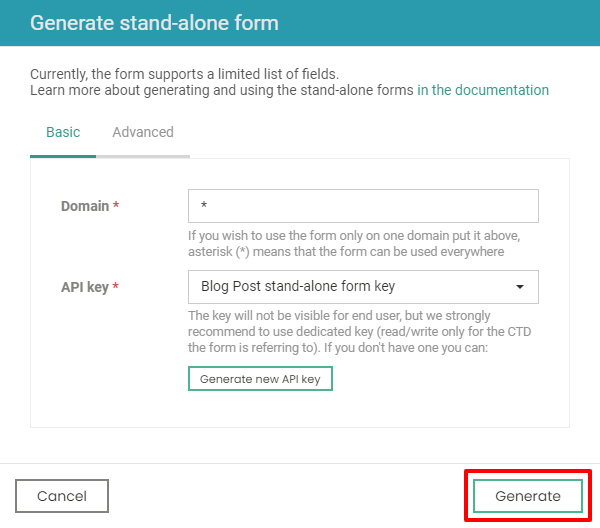 Generate stand-alone form
Currently, the form supports a limited list of fields.
Learn more about generating and using the stand-alone forms in the documentation
Basic Advanced
Domain * *
If you wish to use the form only on one domain put it above,
asterisk (*) means that the form can be used everywhere
API key * Blog Post stand-alone form key
The key will not be visible for end user, but we strongly
recommend to use dedicated key (read/write only for the CTD
the form is referring to). If you don't have one you can:
Generate new API key
Cancel Generate